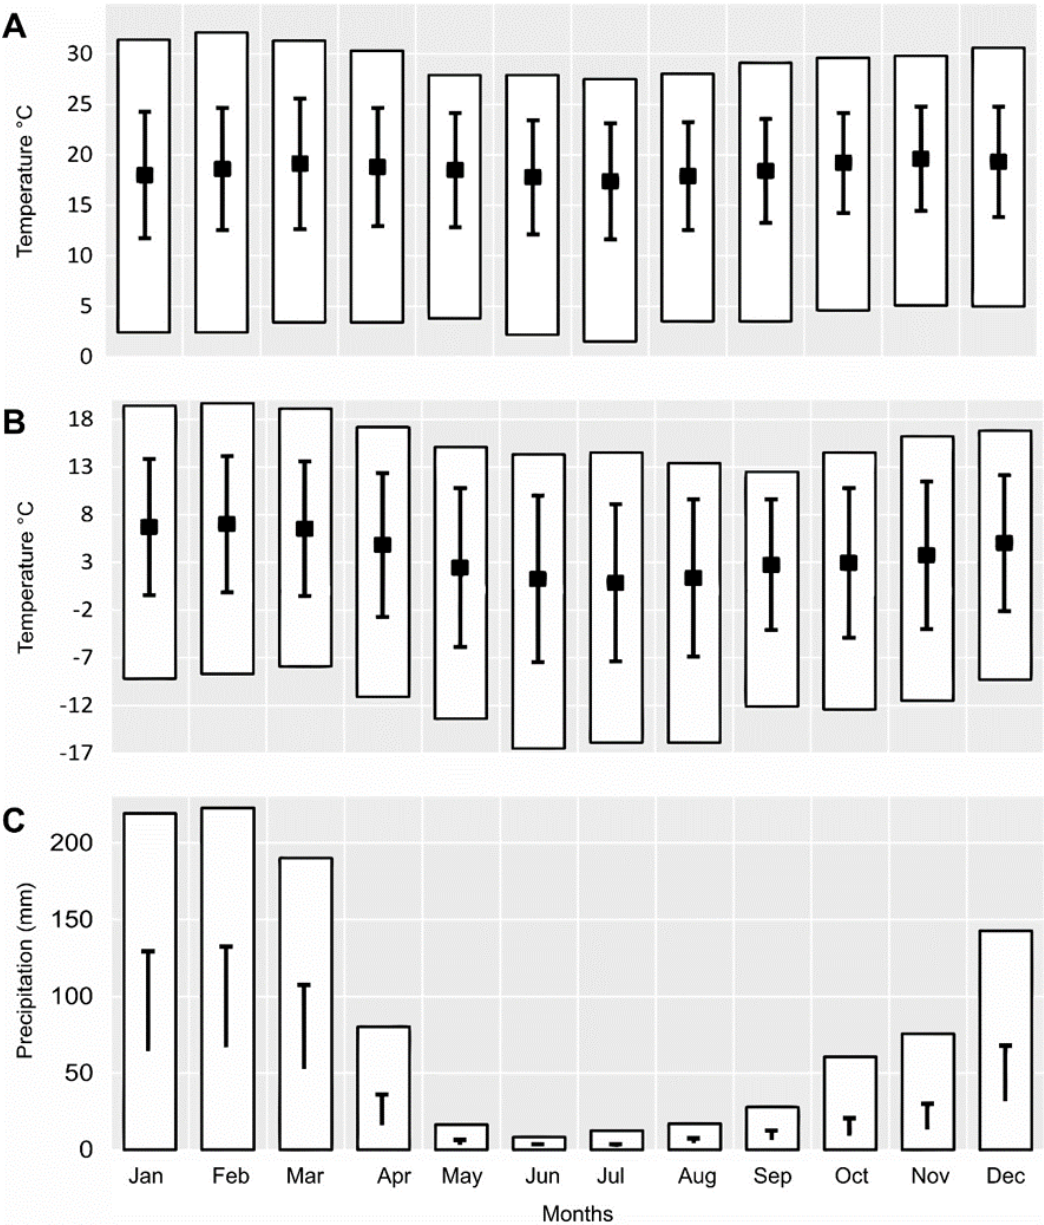 A
Temperature °C
30
25
20
15
10
5
0
B
Temperature °C
18
13
8
3
-2
-7
-12
-17
C
Precipitation (mm)
200
150
100
50
0
Jan Feb Mar Apr May Jun Jul Aug Sep Oct Nov Dec
Months